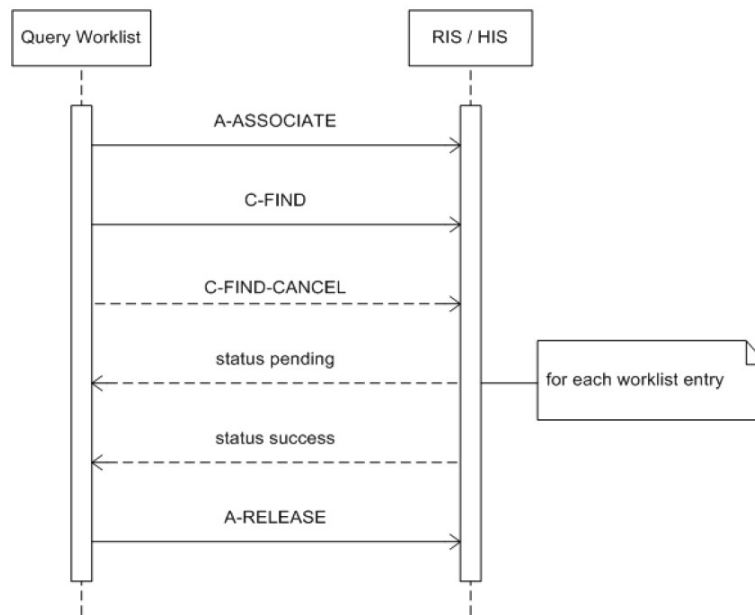 Query Worklist
RIS / HIS
A-ASSOCIATE
C-FIND
C-FIND-CANCEL
status pending
for each worklist entry
status success
A-RELEASE